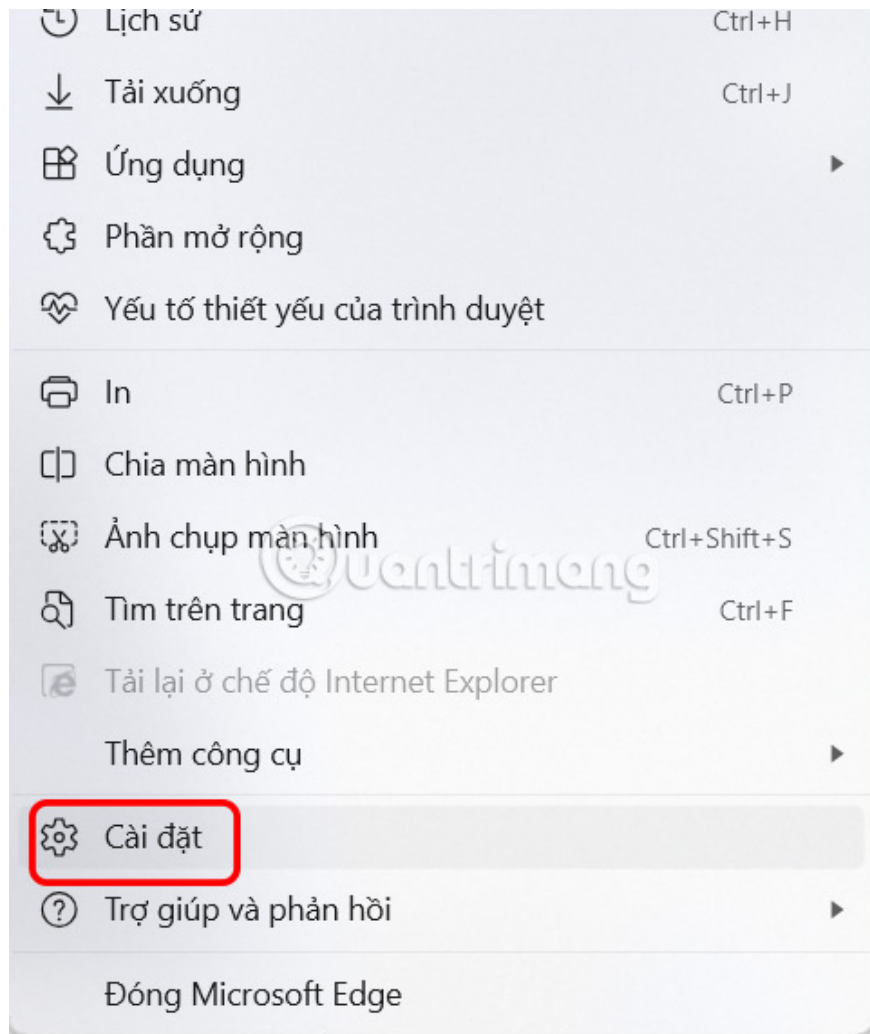 Lịch sử Ctrl+H
Tải xuống Ctrl+J
Ứng dụng
Phần mở rộng
Yếu tố thiết yếu của trình duyệt
In Ctrl+P
Chia màn hình
Ảnh chụp màn hình Ctrl+Shift+S
Quantrimang
Tìm trên trang Ctrl+F
Tải lại ở chế độ Internet Explorer
Thêm công cụ
Cài đặt
Trợ giúp và phản hồi
Đóng Microsoft Edge